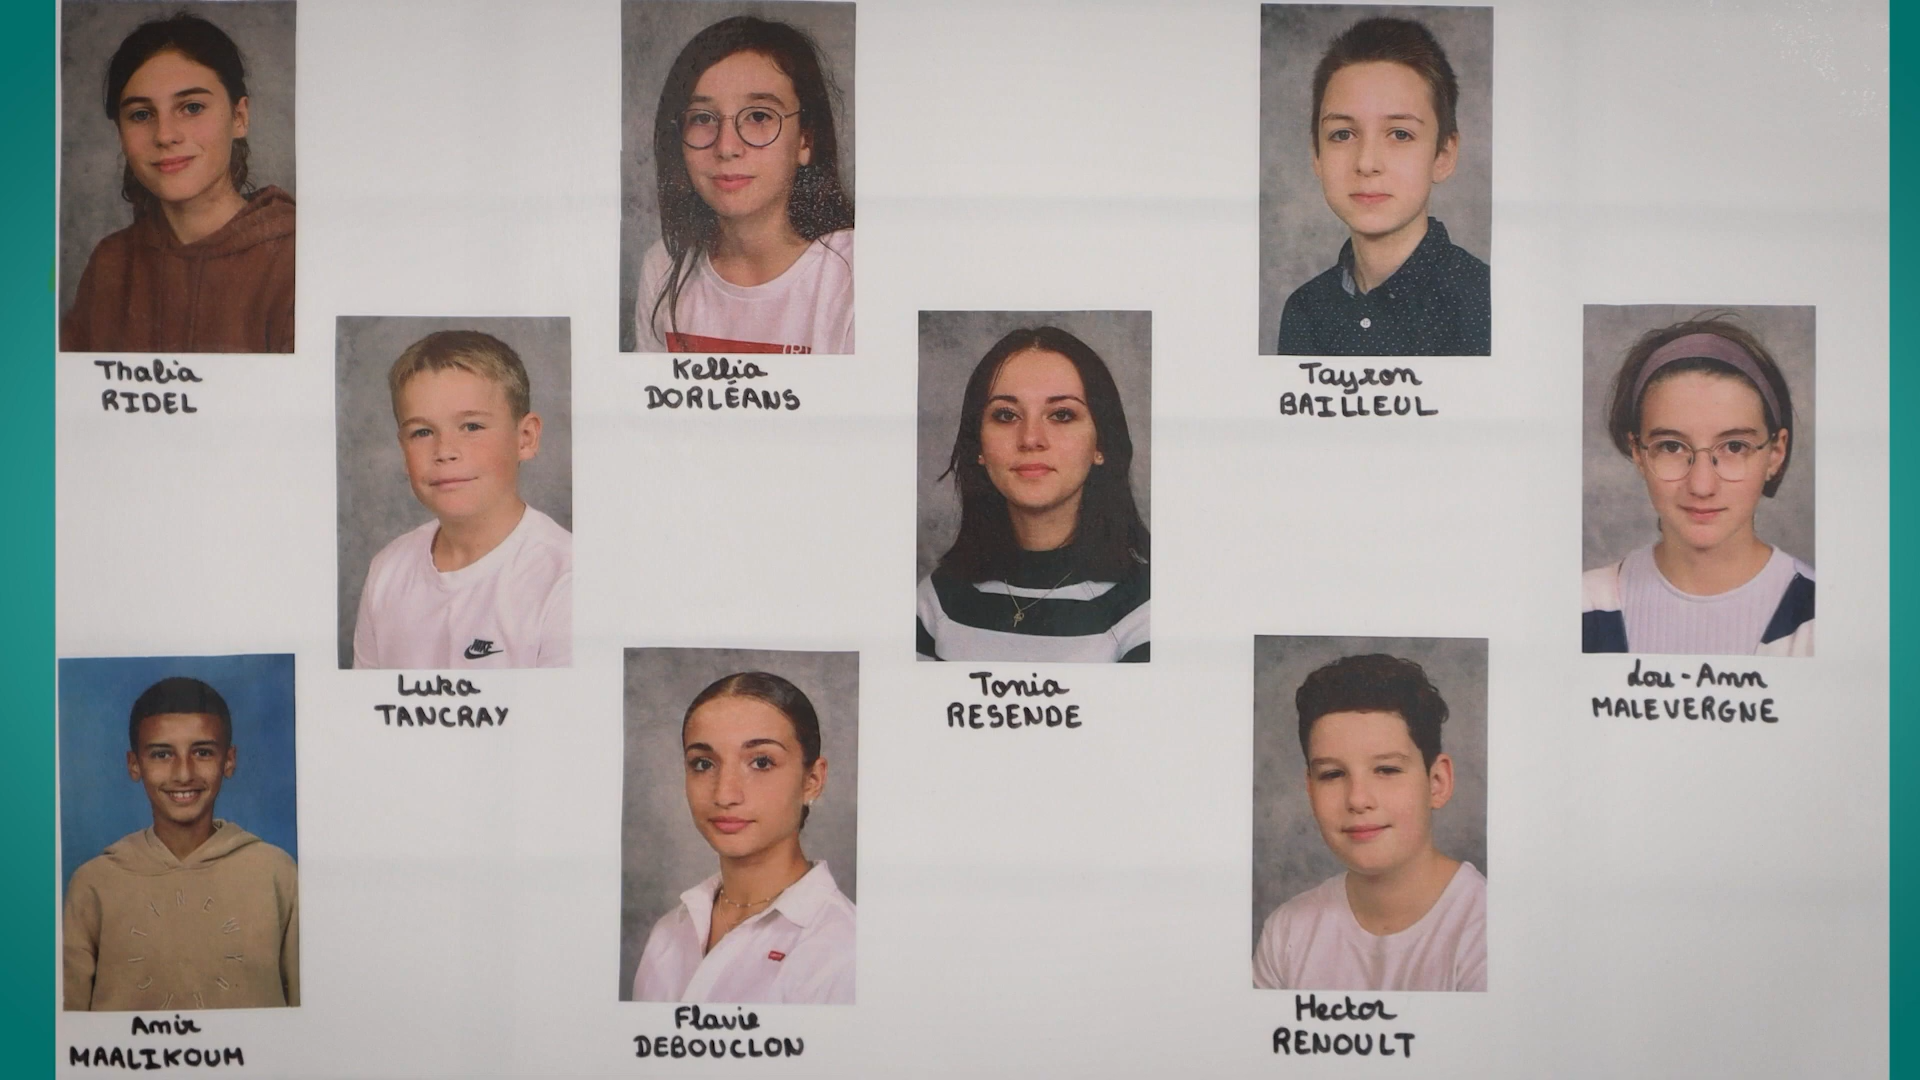 Thalia
RIDEL
Kellia
DORLÉANS
Tayron
BAILLEUL
NIKE
Luka
TANCRAY
Tonia
RESENDE
Lou-Ann
MALEVERGNE
Amir
MAALIKOUM
Flavie
DEBOUCLON
Hector
RENOULT